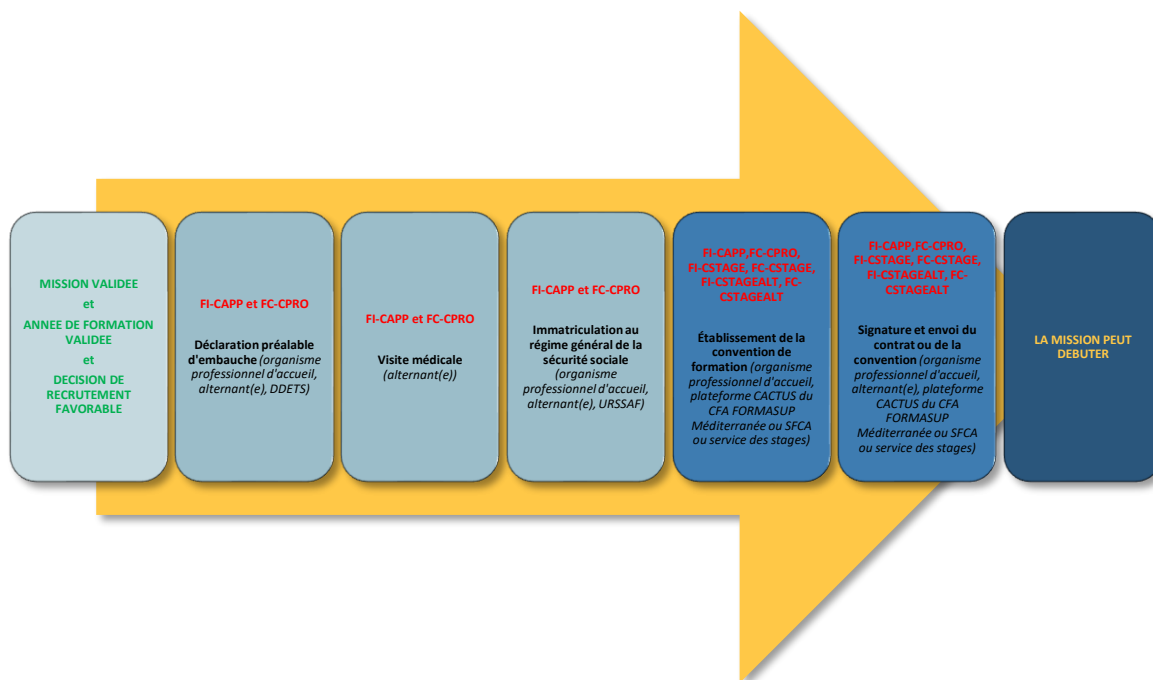 MISSION VALIDEE
et
ANNEE DE FORMATION
VALIDEE
et
DECISION DE
RECRUTEMENT
FAVORABLE
FI-CAPP et FC-CPRO
Déclaration préalable
d'embauche (organisme
professionnel d'accueil,
alternant(e), DDETS)
FI-CAPP et FC-CPRO
Visite médicale
(alternant(e))
FI-CAPP et FC-CPRO
Immatriculation au
régime général de la
sécurité sociale
(organisme
professionnel d'accueil,
alternant(e), URSSAF)
FI-CAPP,FC-CPRO,
FI-CSTAGE, FC-CSTAGE,
FI-CSTAGEALT, FC-
CSTAGEALT
Établissement de la
convention de
formation (organisme
professionnel d'accueil,
plateforme CACTUS du
CFA FORMASUP
Méditerranée ou SFCA
ou service des stages)
FI-CAPP,FC-CPRO,
FI-CSTAGE, FC-CSTAGE,
FI-CSTAGEALT, FC-
CSTAGEALT
Signature et envoi du
contrat ou de la
convention (organisme
professionnel d'accueil,
alternant(e), plateforme
CACTUS du CFA
FORMASUP
Méditerranée ou SFCA
ou service des stages)
LA MISSION PEUT
DEBUTER